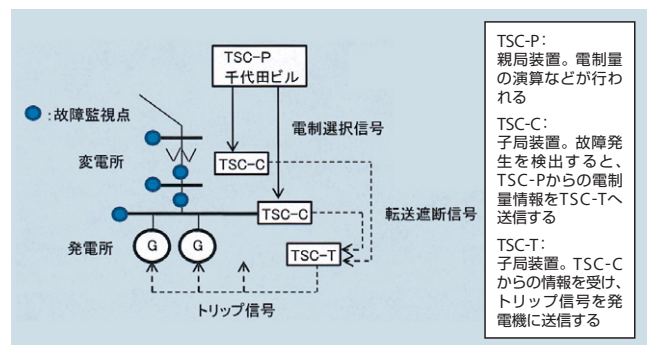 TSC-P
千代田ビル
:故障監視点
電制選択信号
変電所
TSC-C
TSC-C
転送遮断信号
発電所
G
G
TSC-T
トリップ信号
TSC-P：
親局装置。電制量
の演算などが行わ
れる
TSC-C：
子局装置。故障発
生を検出すると、
TSC-Pからの電制
量情報をTSC-Tへ
送信する
TSC-T：
子局装置。TSC-C
からの情報を受け、
トリップ信号を発
電機に送信する